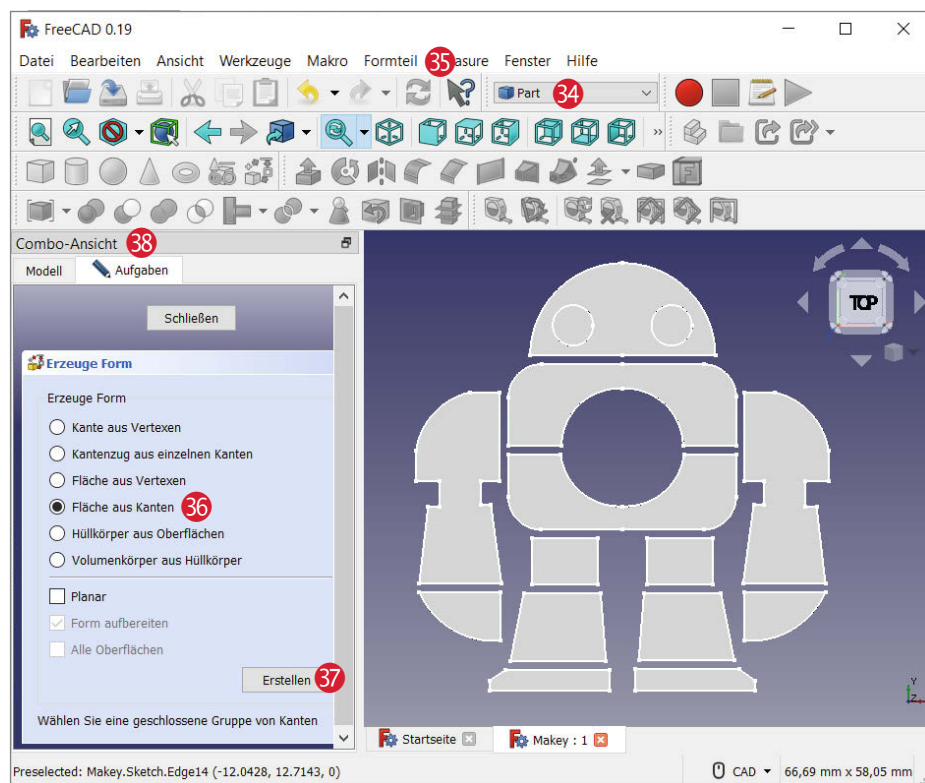 FreeCAD 0.19
Datei Bearbeiten Ansicht Werkzeuge Makro Formteil 35 asure Fenster Hilfe
Part 34
Combo-Ansicht 38
Modell Aufgaben
Schließen
TOP
Erzeuge Form
Erzeuge Form
Kante aus Vertexen
Kantenzug aus einzelnen Kanten
Fläche aus Vertexen
Fläche aus Kanten 36
Hüllkörper aus Oberflächen
Volumenkörper aus Hüllkörper
Planar
Form aufbereiten
Alle Oberflächen
Erstellen 37
Wählen Sie eine geschlossene Gruppe von Kanten
Y
Z
Startseite Makey : 1
Preselected: Makey.Sketch.Edge14 (-12.0428, 12.7143, 0) CAD 66,69 mm x 58,05 mm